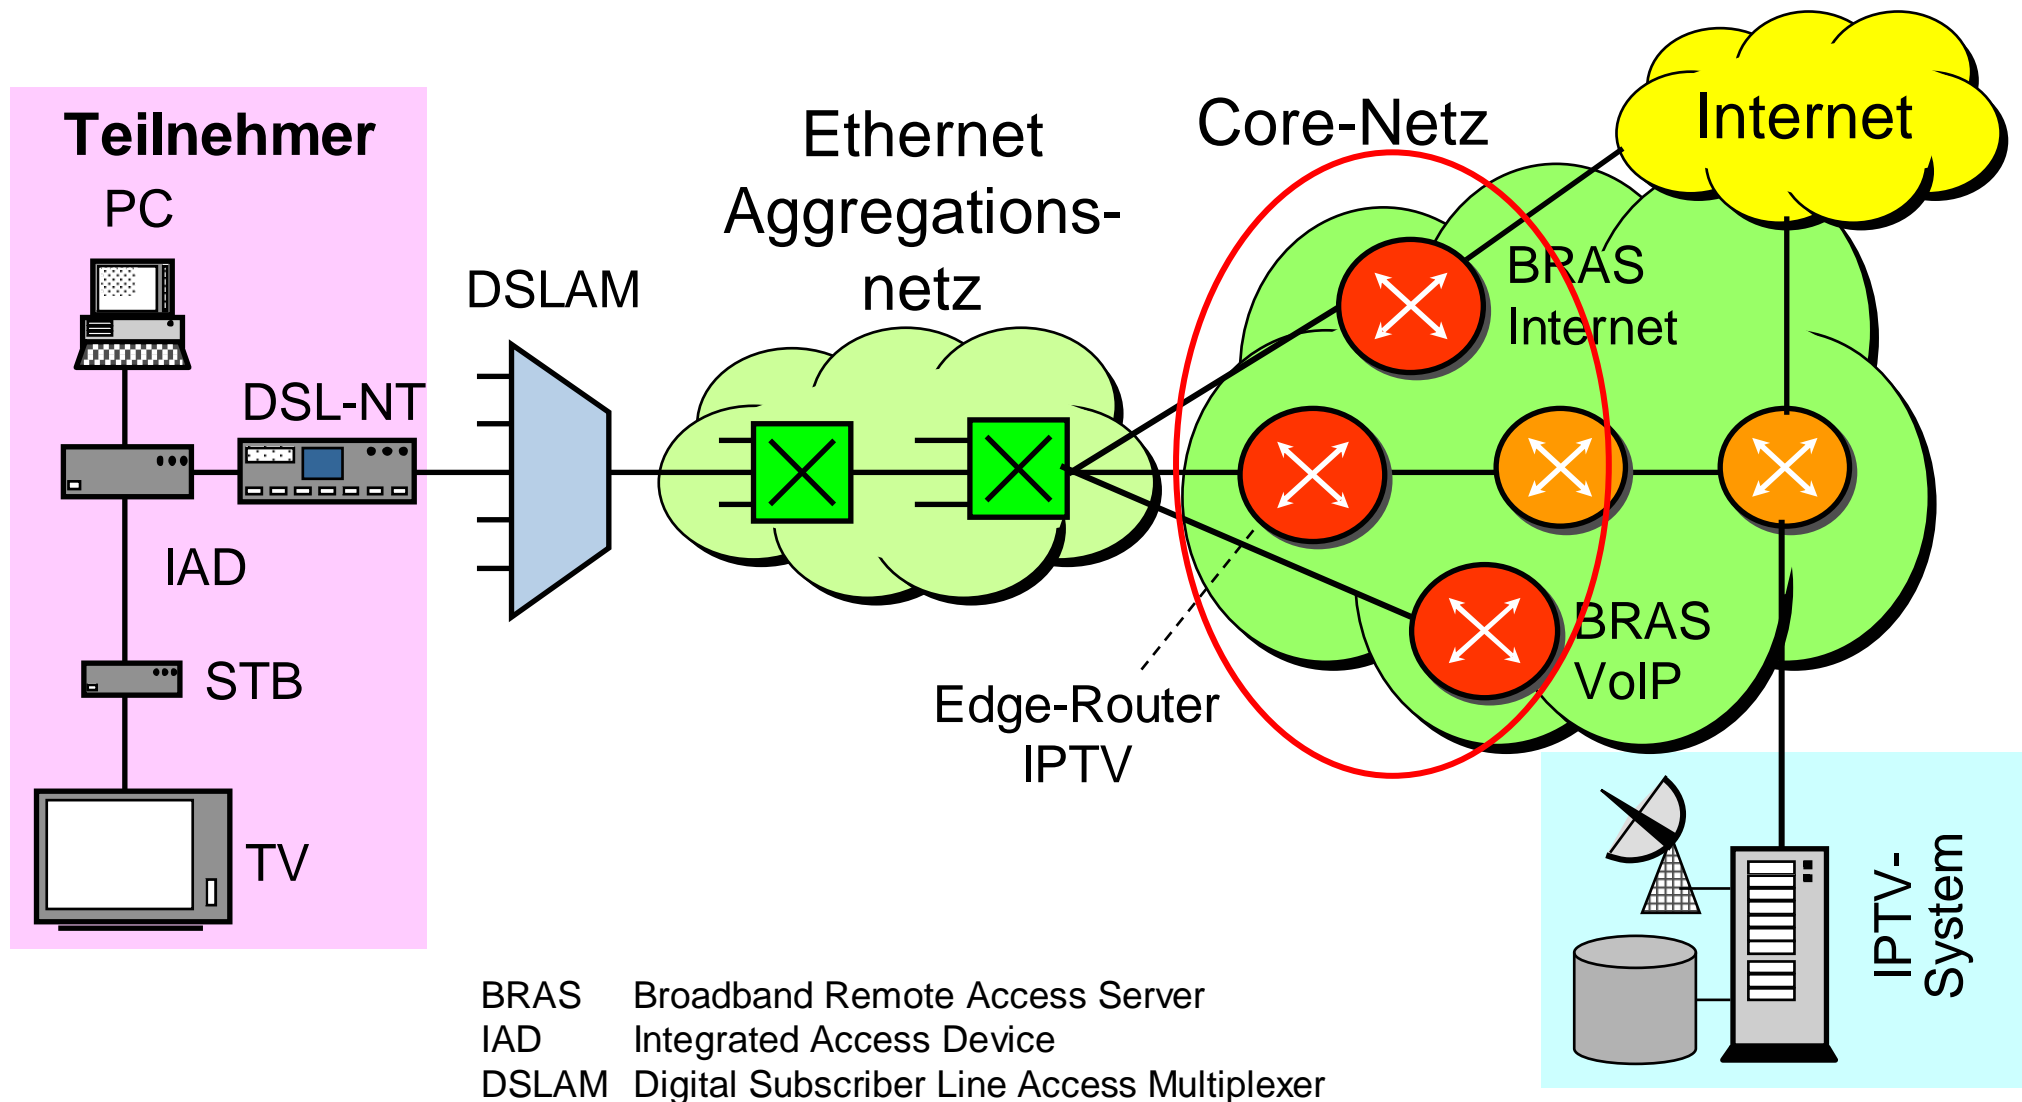 Teilnehmer
PC
DSL-NT
IAD
STB
TV
DSLAM
Ethernet
Aggregations-
netz
Core-Netz
Internet
BRAS
Internet
BRAS
VoIP
Edge-Router
IPTV
IPTV-
System
BRAS Broadband Remote Access Server
IAD Integrated Access Device
DSLAM Digital Subscriber Line Access Multiplexer